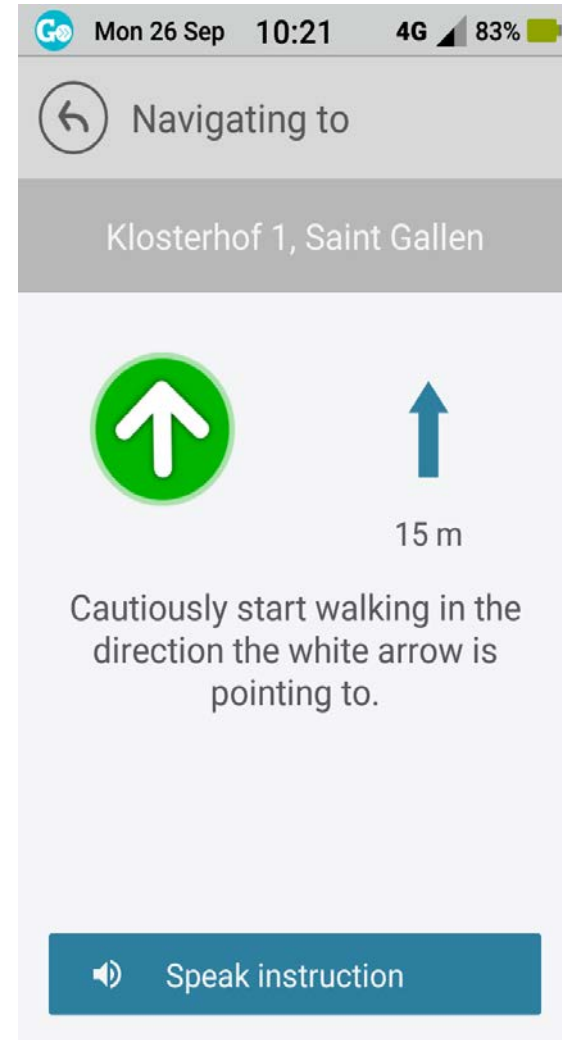 Go Mon 26 Sep 10:21 4G 83%
Navigating to
Klosterhof 1, Saint Gallen
15 m
Cautiously start walking in the
direction the white arrow is
pointing to.
Speak instruction